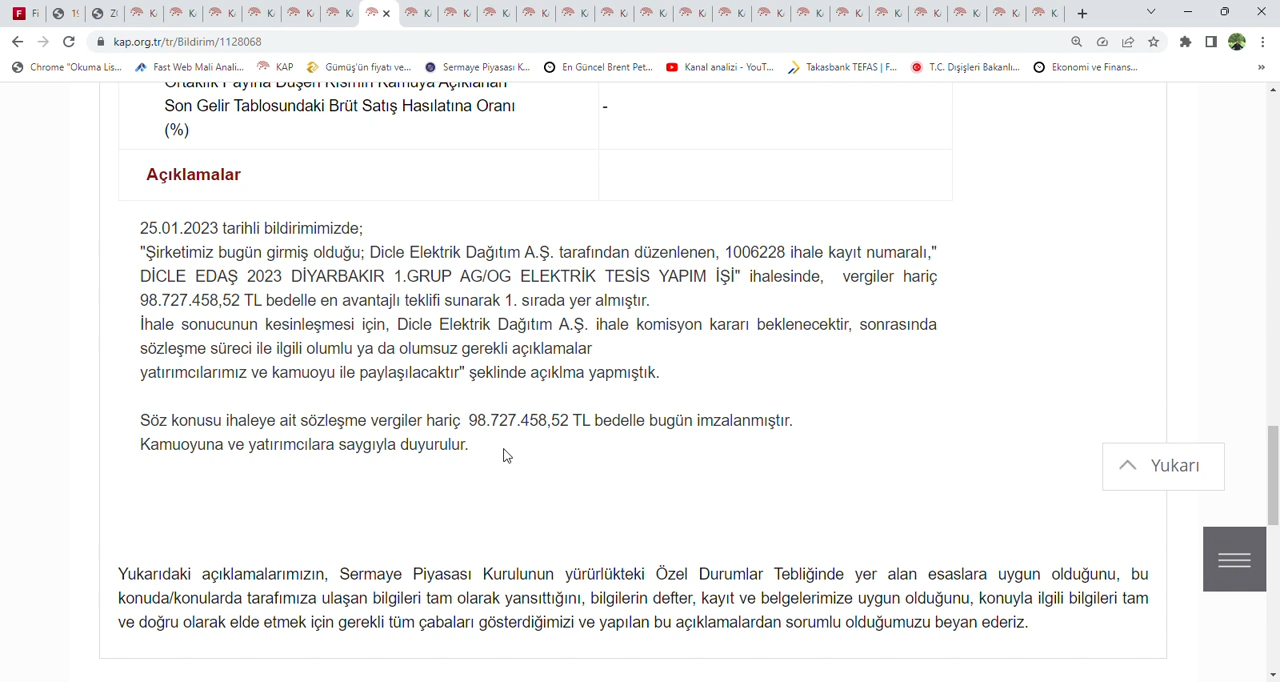 Fi
kap.org.tr/tr/Bildirim/1128068
Chrome "Okuma Lis...
Fast Web Mali Anali...
KAP
Gümüş'ün fiyatı ve...
Sermaye Piyasası K...
En Güncel Brent Pet...
Kanal analizi - YouT...
Takasbank TEFAS | F...
T.C. Dışişleri Bakanlı...
Ekonomi ve Finans...
»
Ortaklık Payına Düşen Kısmın Kamuya Açıklanan
Son Gelir Tablosundaki Brüt Satış Hasılatına Oranı
(%)
-
Açıklamalar
25.01.2023 tarihli bildirimimizde;
"Şirketimiz bugün girmiş olduğu; Dicle Elektrik Dağıtım A.Ş. tarafından düzenlenen, 1006228 ihale kayıt numaralı,"
DİCLE EDAŞ 2023 DİYARBAKIR 1.GRUP AG/OG ELEKTRİK TESİS YAPIM İŞİ" ihalesinde, vergiler hariç
98.727.458,52 TL bedelle en avantajlı teklifi sunarak 1. sırada yer almıştır.
İhale sonucunun kesinleşmesi için, Dicle Elektrik Dağıtım A.Ş. ihale komisyon kararı beklenecektir, sonrasında
sözleşme süreci ile ilgili olumlu ya da olumsuz gerekli açıklamalar
yatırımcılarımız ve kamuoyu ile paylaşılacaktır" şeklinde açıklma yapmıştık.
Söz konusu ihaleye ait sözleşme vergiler hariç 98.727.458,52 TL bedelle bugün imzalanmıştır.
Kamuoyuna ve yatırımcılara saygıyla duyurulur.
Yukarı
Yukarıdaki açıklamalarımızın, Sermaye Piyasası Kurulunun yürürlükteki Özel Durumlar Tebliğinde yer alan esaslara uygun olduğunu, bu
konuda/konularda tarafımıza ulaşan bilgileri tam olarak yansıttığını, bilgilerin defter, kayıt ve belgelerimize uygun olduğunu, konuyla ilgili bilgileri tam
ve doğru olarak elde etmek için gerekli tüm çabaları gösterdiğimizi ve yapılan bu açıklamalardan sorumlu olduğumuzu beyan ederiz.